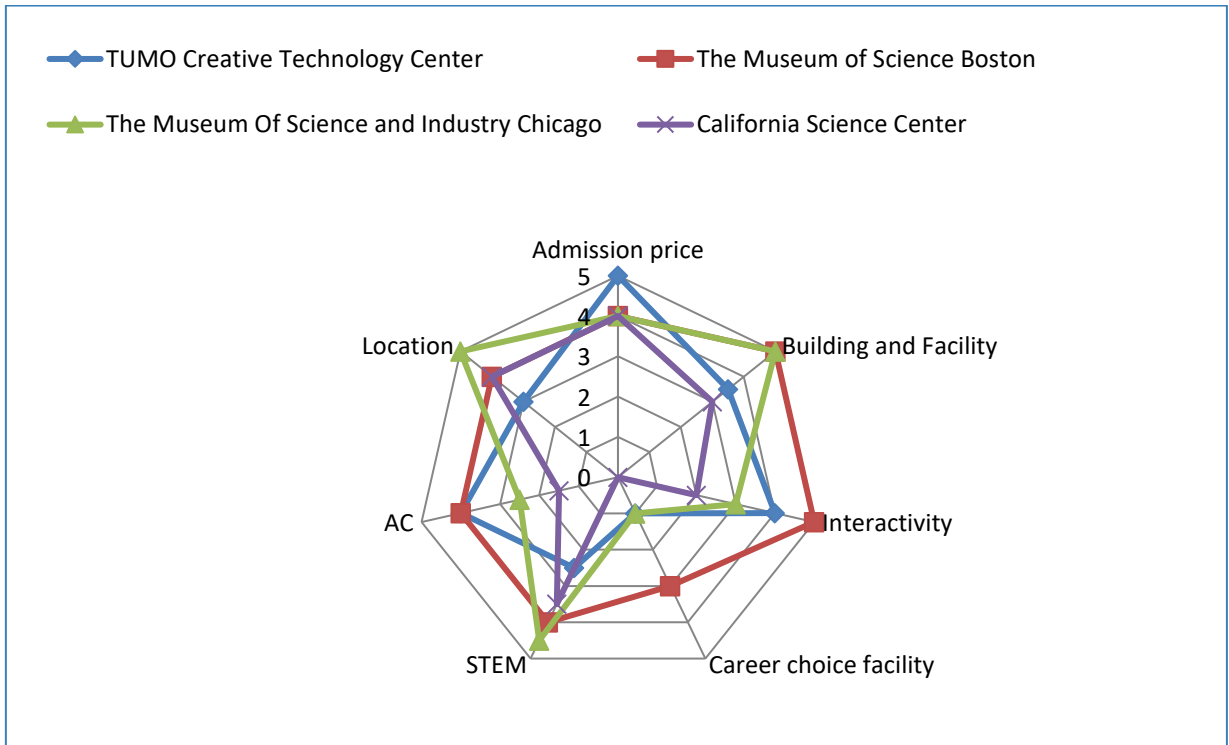 TUMO Creative Technology Center
The Museum of Science Boston
The Museum Of Science and Industry Chicago
California Science Center
Admission price
5
4
3
2
1
0
Building and Facility
Interactivity
Career choice facility
STEM
AC
Location